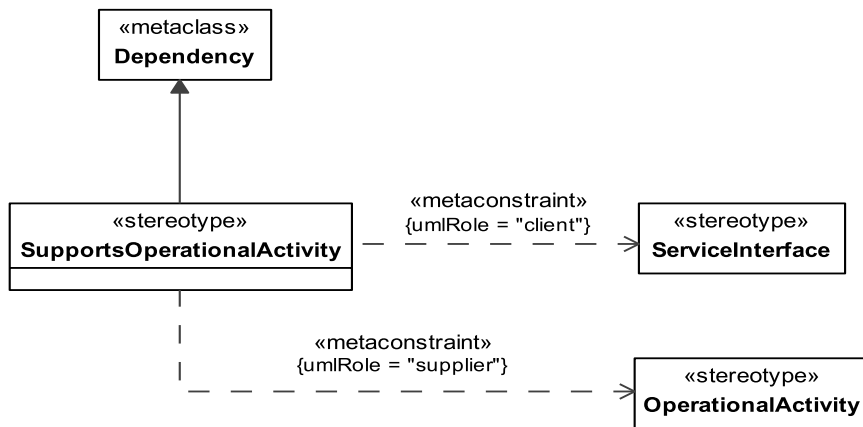 «metaclass»
Dependency
«stereotype»
SupportsOperationalActivity
«metaconstraint»
{umlRole = "client"}
«stereotype»
ServiceInterface
«metaconstraint»
{umlRole = "supplier"}
«stereotype»
OperationalActivity